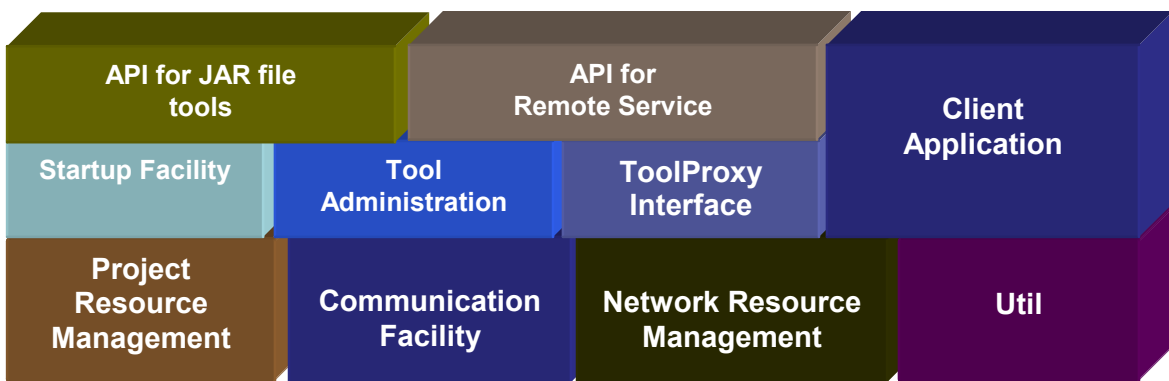 API for JAR file
tools
API for
Remote Service
Client
Application
Startup Facility
Tool
Administration
ToolProxy
Interface
Project
Resource
Management
Communication
Facility
Network Resource
Management
Util